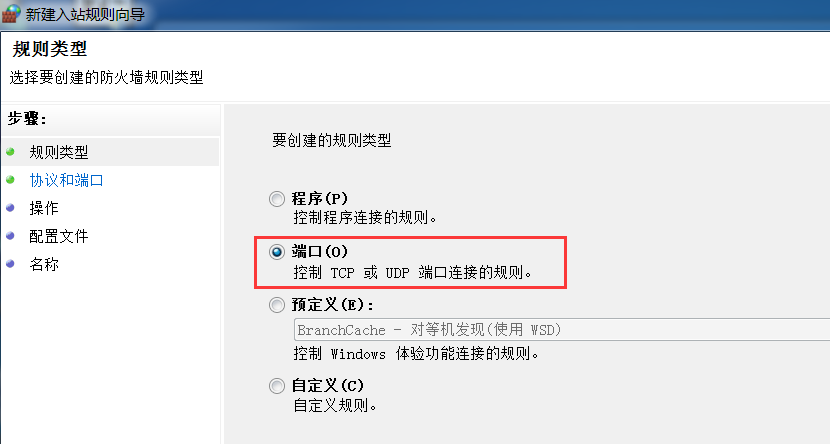 新建入站规则向导
规则类型
选择要创建的防火墙规则类型
步骤:
规则类型
协议和端口
操作
配置文件
名称
要创建的规则类型
程序(P)
控制程序连接的规则。
端口(O)
控制 TCP 或 UDP 端口连接的规则。
预定义(E):
BranchCache - 对等机发现(使用 WSD)
控制 Windows 体验功能连接的规则。
自定义(C)
自定义规则。